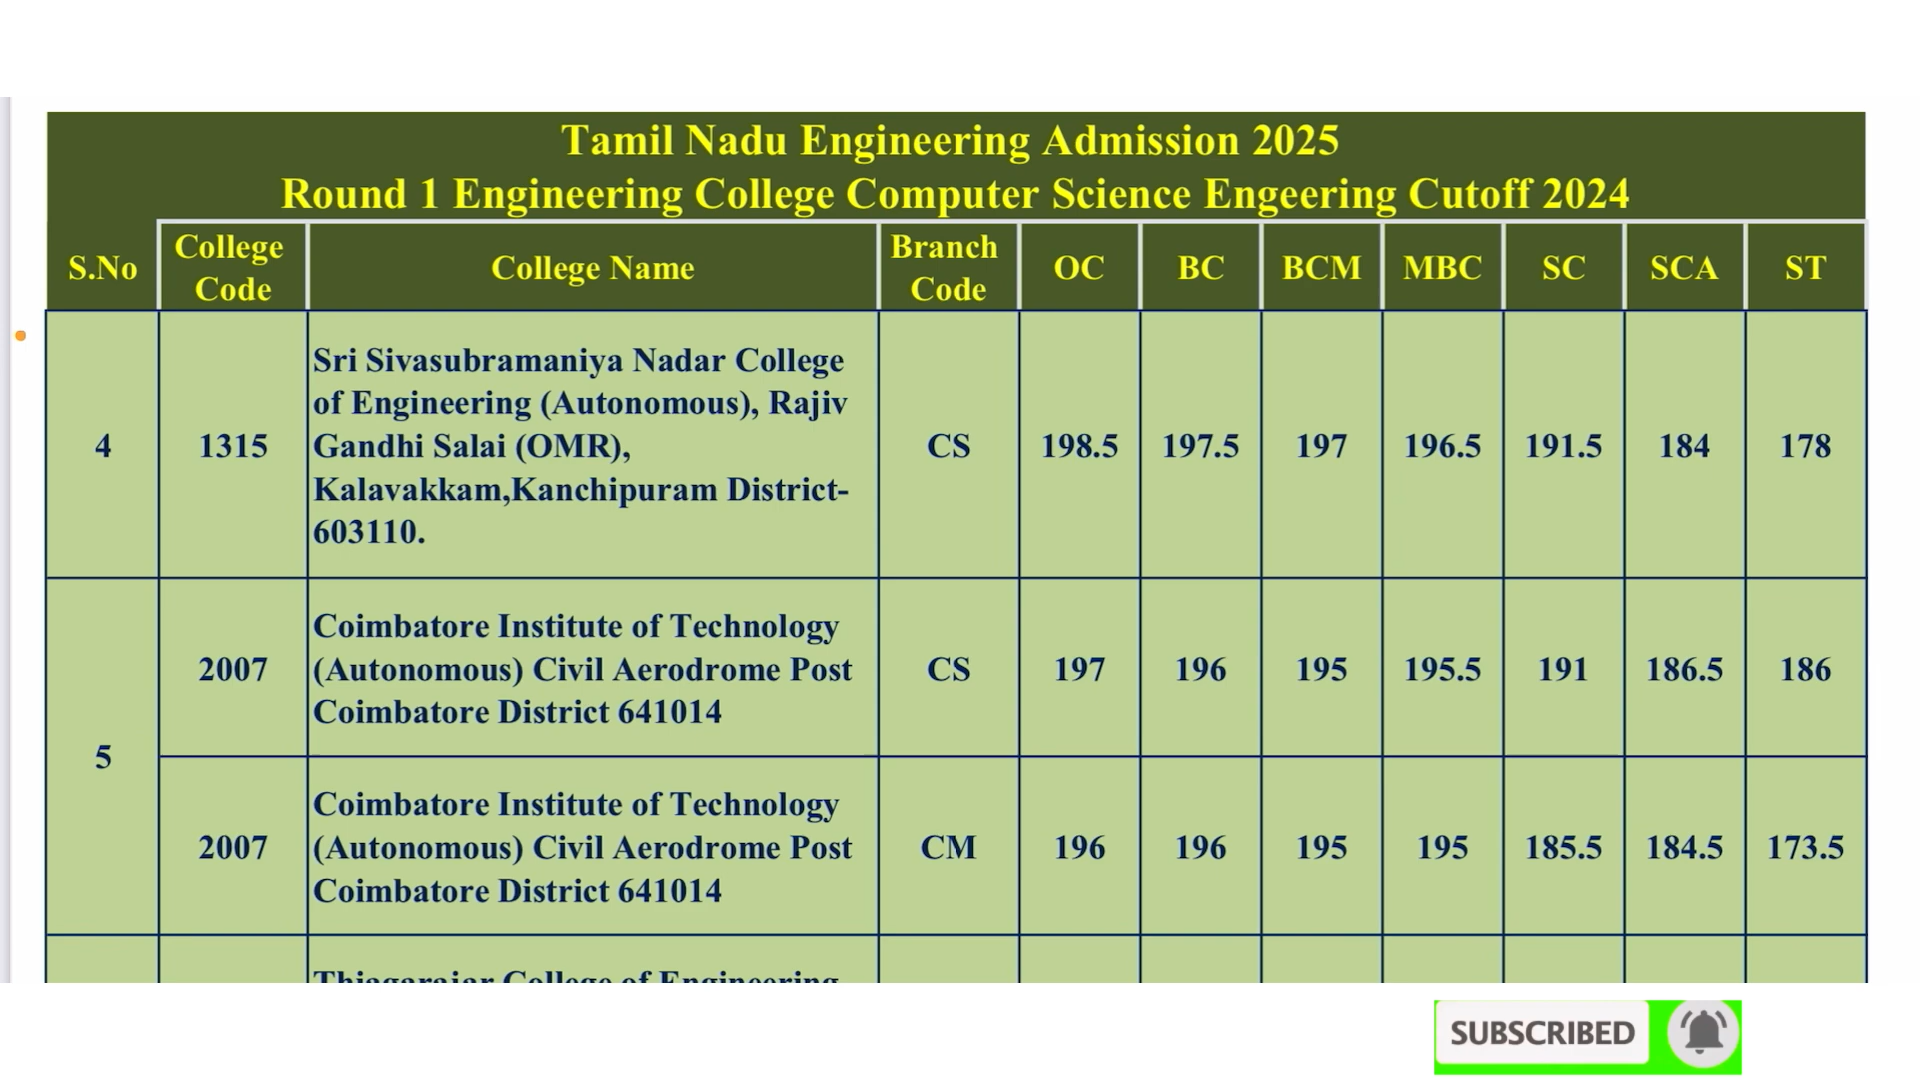 Tamil Nadu Engineering Admission 2025
Round 1 Engineering College Computer Science Engeering Cutoff 2024
S.No College Code College Name Branch Code OC BC BCM MBC SC SCA ST
4 1315 Sri Sivasubramaniya Nadar College
of Engineering (Autonomous), Rajiv
Gandhi Salai (OMR),
Kalavakkam,Kanchipuram District-
603110. CS 198.5 197.5 197 196.5 191.5 184 178
5 2007 Coimbatore Institute of Technology
(Autonomous) Civil Aerodrome Post
Coimbatore District 641014 CS 197 196 195 195.5 191 186.5 186
2007 Coimbatore Institute of Technology
(Autonomous) Civil Aerodrome Post
Coimbatore District 641014 CM 196 196 195 195 185.5 184.5 173.5
Thiagarajar College of Engineering
SUBSCRIBED